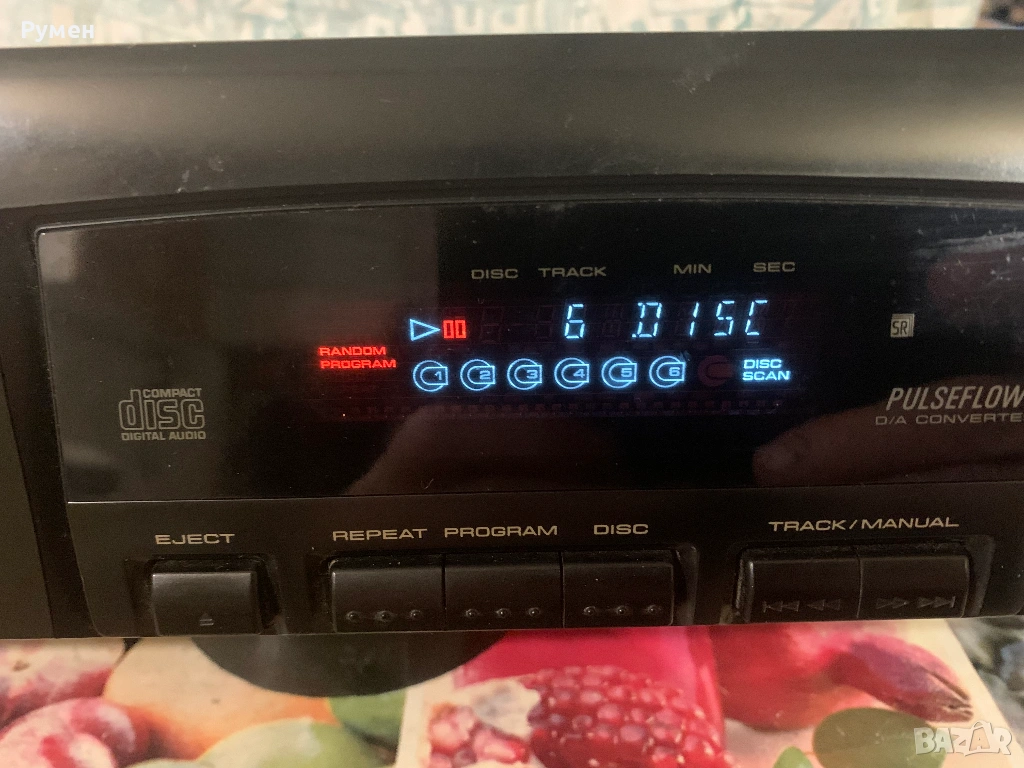 Румен
DISC TRACK MIN SEC
6 DISC
RANDOM
PROGRAM
1 2 3 4 5 6
DISC
SCAN
SR
COMPACT
disc
DIGITAL AUDIO
PULSEFLOW
D/A CONVERTE
EJECT
REPEAT PROGRAM DISC
TRACK/MANUAL
BAZAR